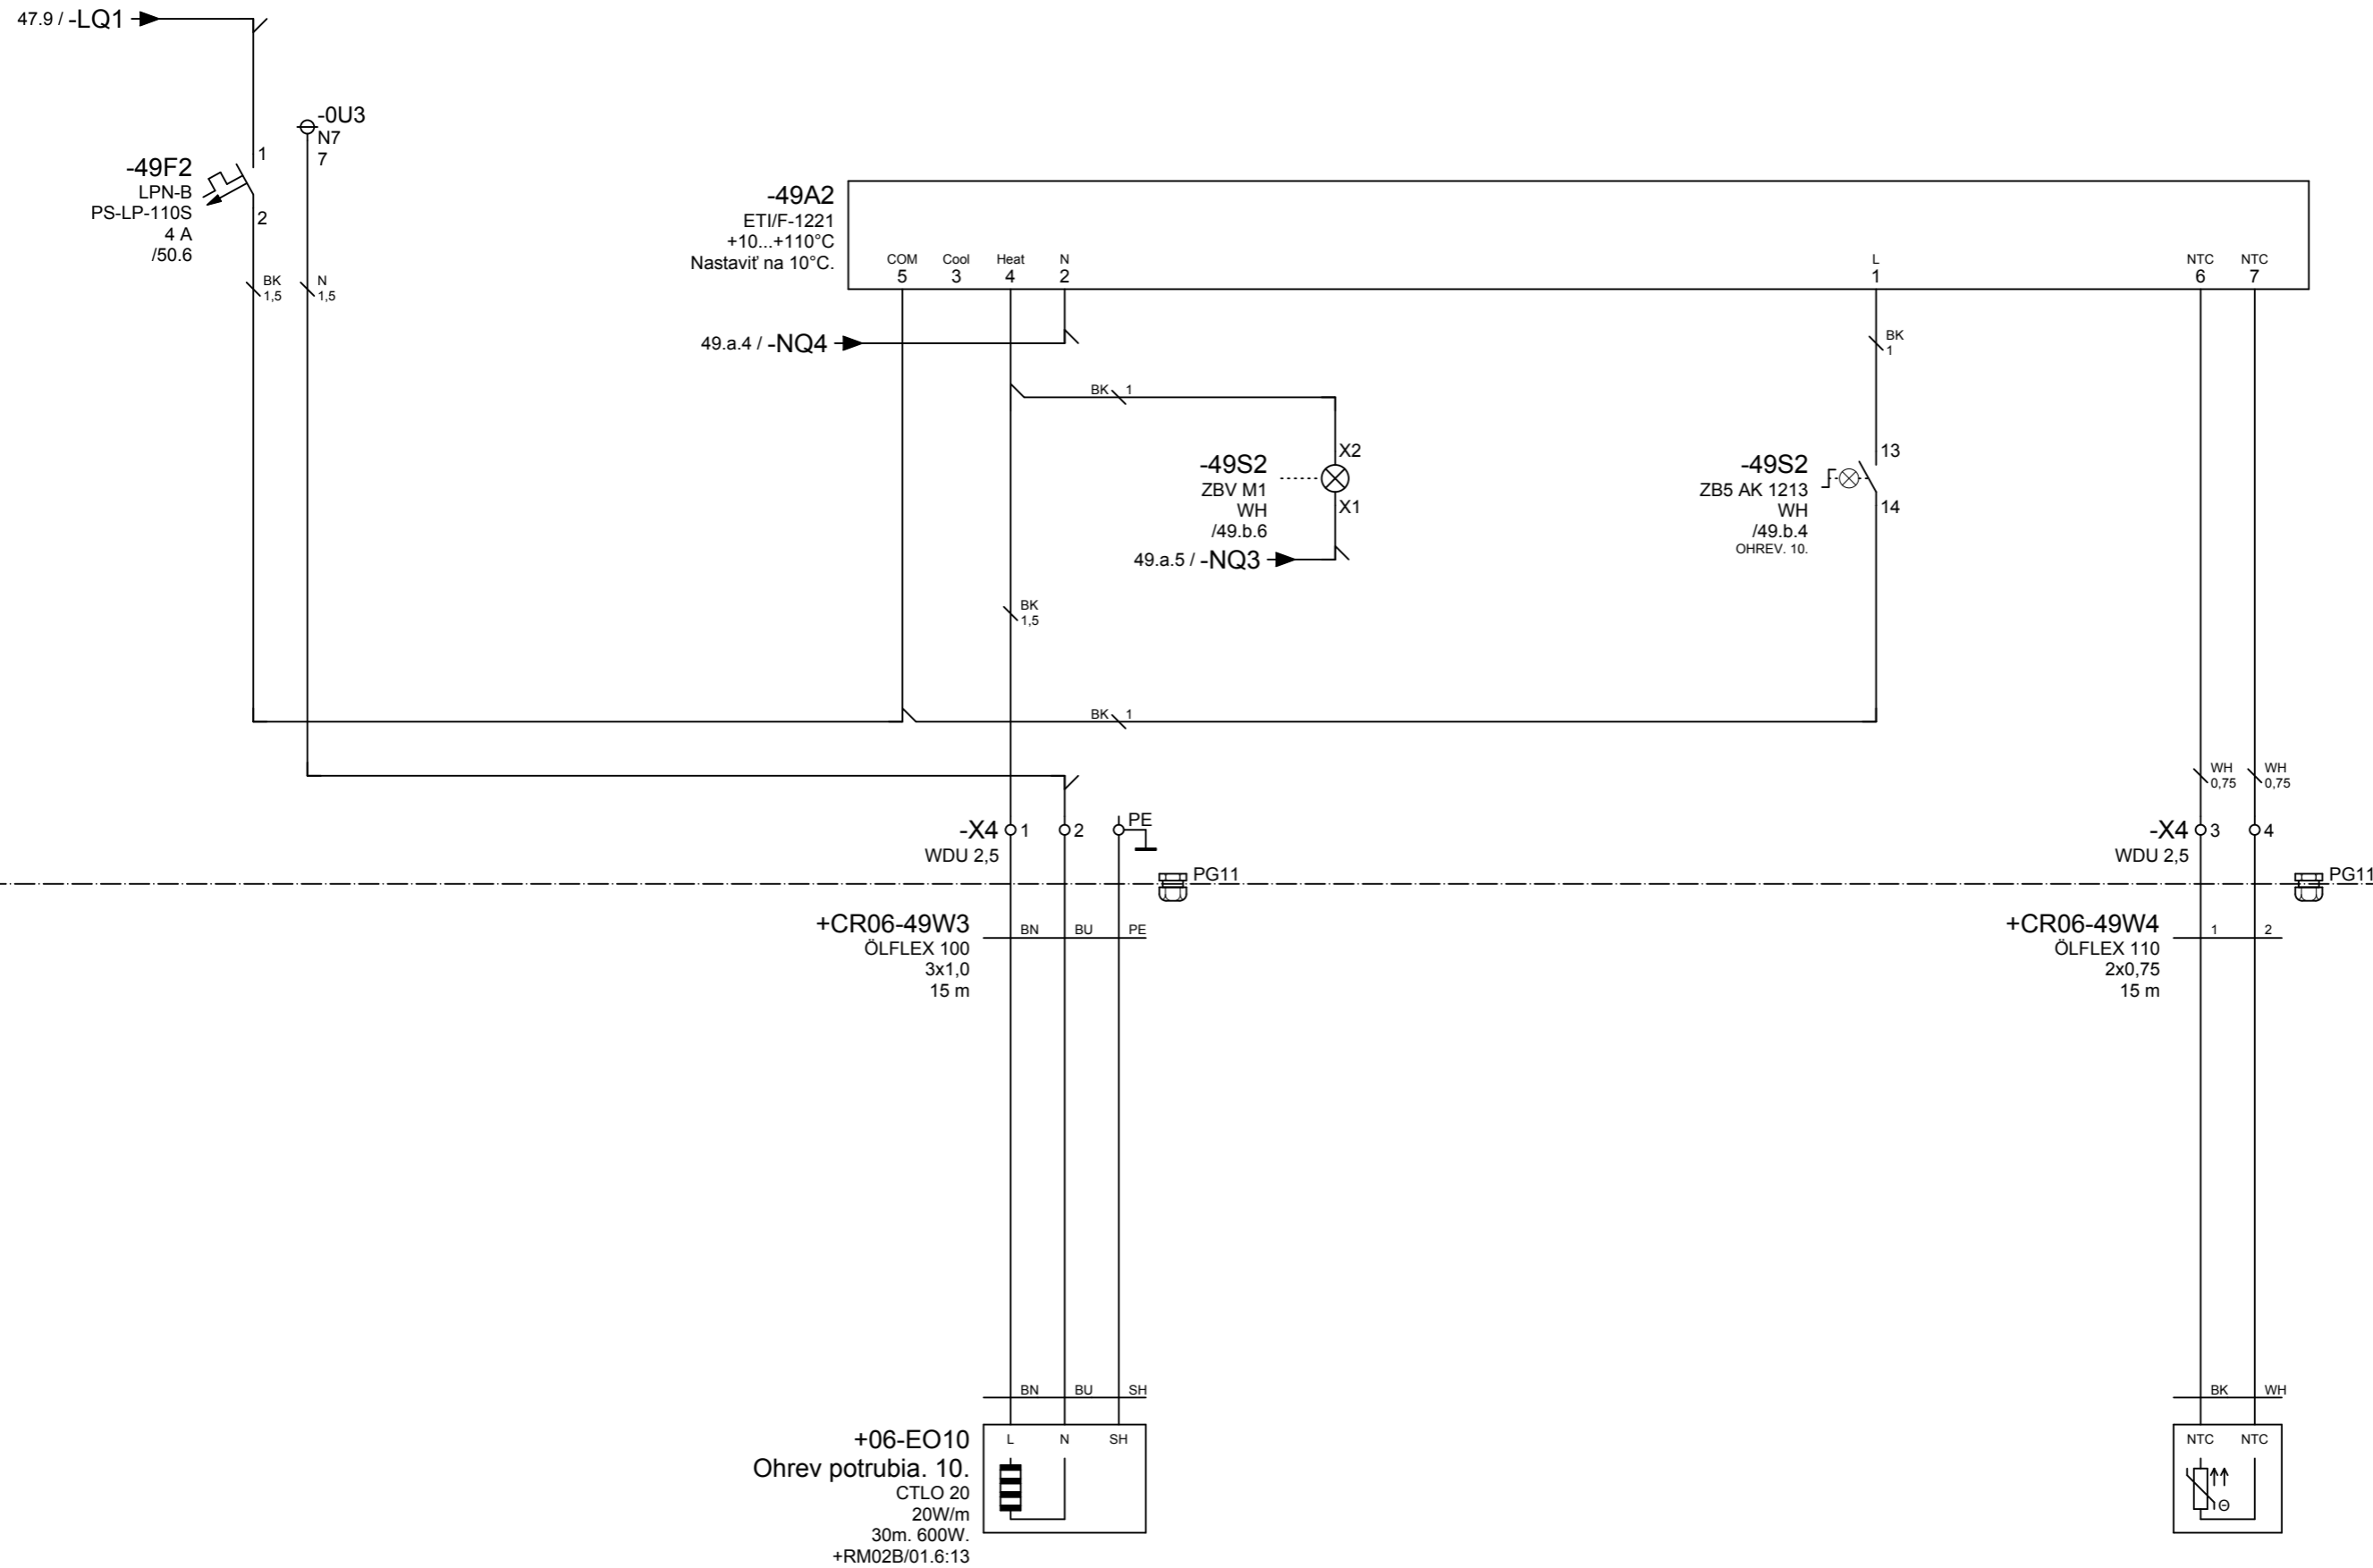 47.9 / -LQ1
-0U3
N7
7
1
-49F2
LPN-B
PS-LP-110S
4 A
/50.6
2
BK
1,5
N
1,5
-49A2
ETI/F-1221
+10...+110°C
Nastaviť na 10°C.
COM
5
Cool
3
Heat
4
N
2
L
1
NTC
6
NTC
7
49.a.4 / -NQ4
BK
1
BK 1
X2
-49S2
ZBV M1
WH
/49.b.6
X1
49.a.5 / -NQ3
13
-49S2
ZB5 AK 1213
WH
/49.b.4
OHREV. 10.
14
BK
1,5
BK 1
WH
0,75
WH
0,75
-X4 1 2 PE
WDU 2,5
-X4 3 4
WDU 2,5
PG11
PG11
+CR06-49W3
ÖLFLEX 100
3x1,0
15 m
BN BU PE
+CR06-49W4
ÖLFLEX 110
2x0,75
15 m
1 2
BN BU SH
BK WH
+06-EO10
Ohrev potrubia. 10.
CTLO 20
20W/m
30m. 600W.
+RM02B/01.6:13
L N SH
NTC NTC
Θ